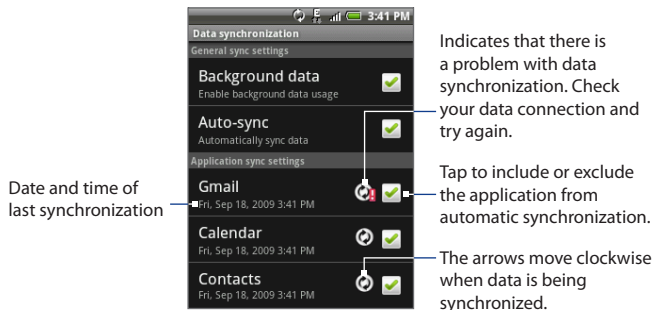 3:41 PM
Data synchronization
General sync settings
Background data
Enable background data usage
Auto-sync
Automatically sync data
Application sync settings
Gmail
Fri, Sep 18, 2009 3:41 PM
Calendar
Fri, Sep 18, 2009 3:41 PM
Contacts
Fri, Sep 18, 2009 3:41 PM
Date and time of
last synchronization
Indicates that there is
a problem with data
synchronization. Check
your data connection and
try again.
Tap to include or exclude
the application from
automatic synchronization.
The arrows move clockwise
when data is being
synchronized.